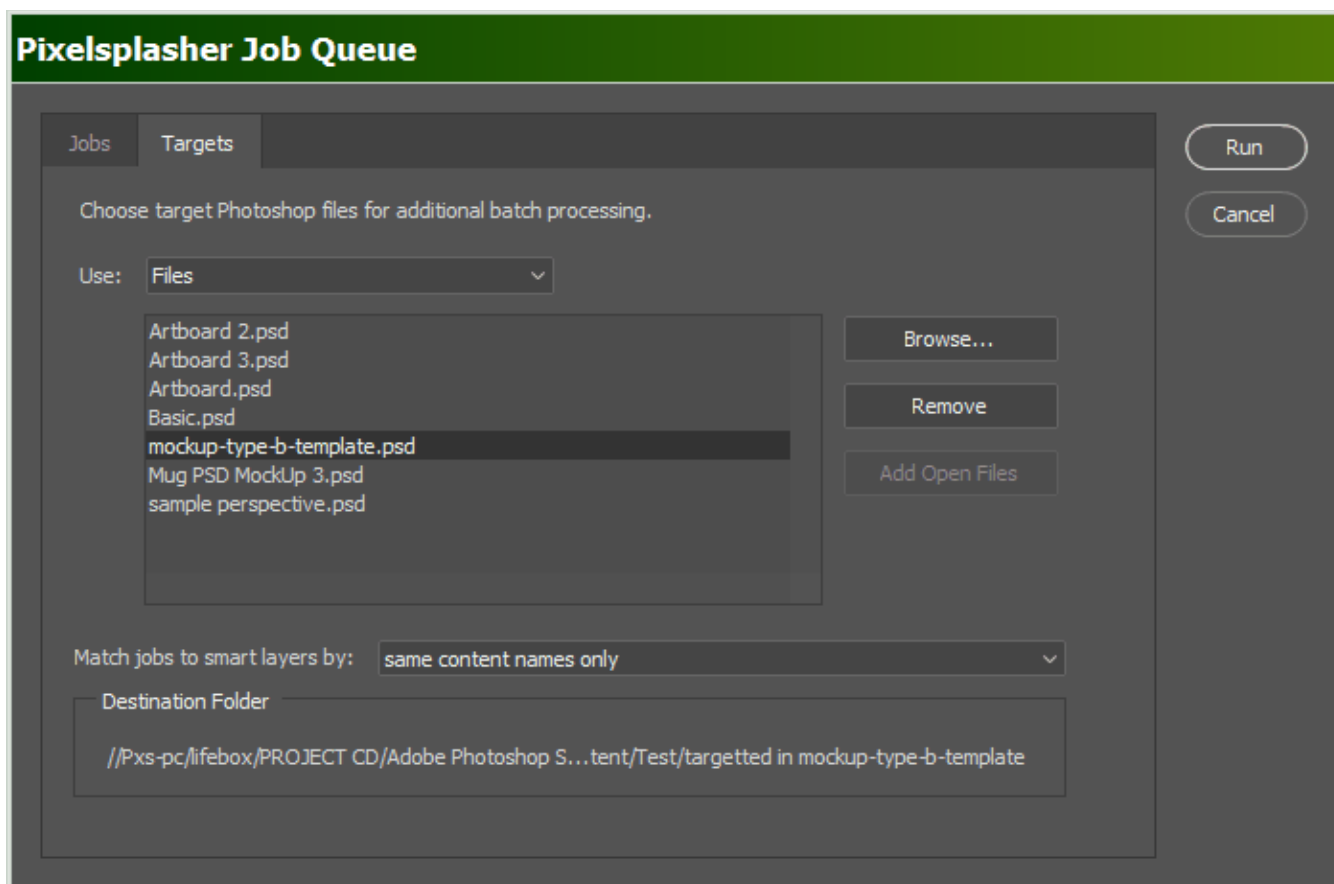 Pixelsplasher Job Queue
Jobs Targets
Run
Cancel
Choose target Photoshop files for additional batch processing.
Use: Files
Artboard 2.psd
Artboard 3.psd
Artboard.psd
Basic.psd
mockup-type-b-template.psd
Mug PSD MockUp 3.psd
sample perspective.psd
Browse...
Remove
Add Open Files
Match jobs to smart layers by: same content names only
Destination Folder
//Pxs-pc/lifebox/PROJECT CD/Adobe Photoshop S...tent/Test/targetted in mockup-type-b-template